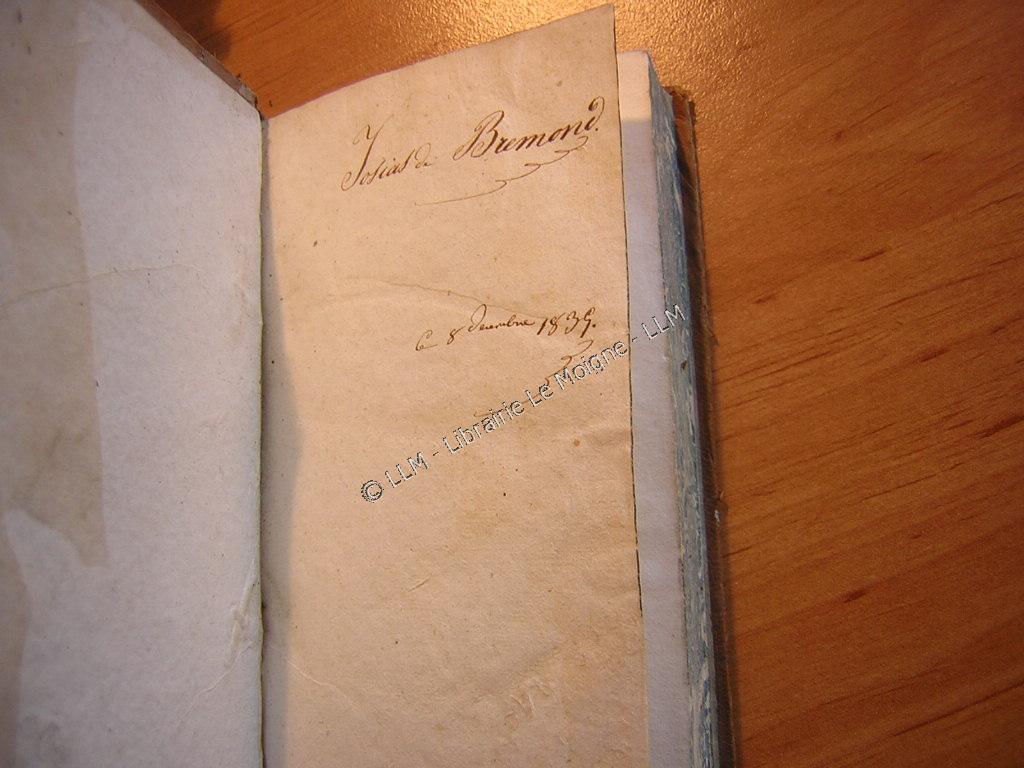 Josias de Bremond.
Ce 8 decembre 1839.
© LLM - Librairie Le Moigne - LLM